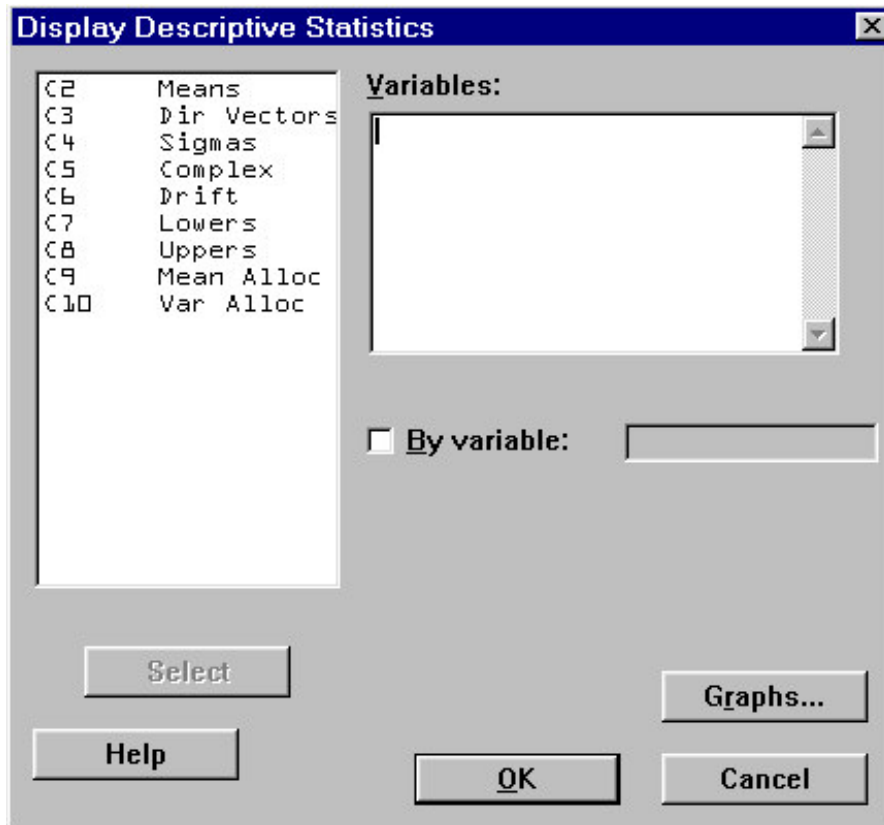 Display Descriptive Statistics
C2 Means
C3 Dir Vectors
C4 Sigmas
C5 Complex
C6 Drift
C7 Lowers
C8 Uppers
C9 Mean Alloc
C10 Var Alloc
Variables:
By variable:
Select
Graphs...
Help
OK
Cancel